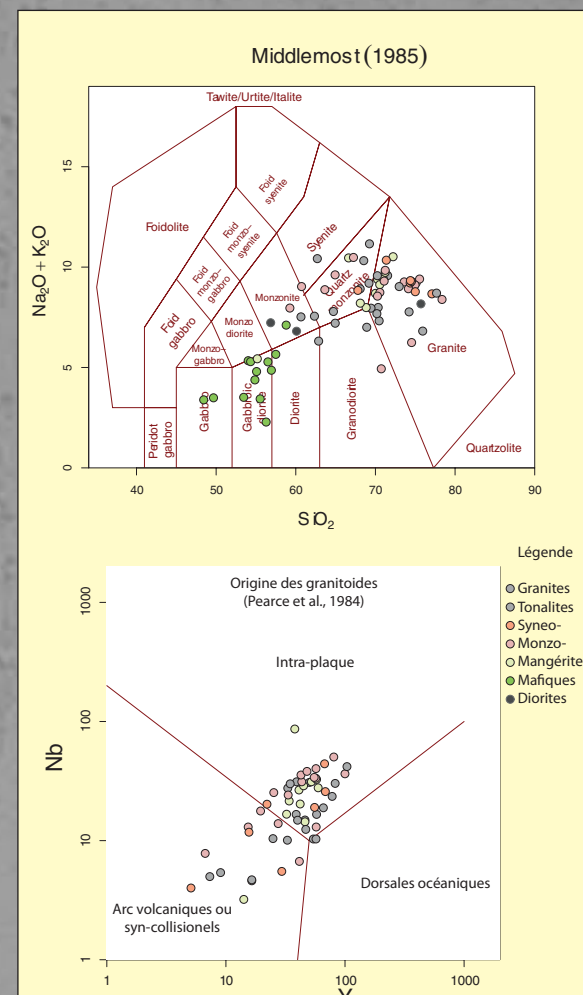 Middlemost (1985)
Tawite/Urtite/Italite
Foidolite
Foid
syenite
Foid
monzo-
syenite
Foid
monzo-
gabbro
Foid
gabbro
Syenite
Quartz
monzonite
Monzonite
Monzo
diorite
Monzo-
gabbro
Peridot
gabbro
Gabbro
Gabbroic
diorite
Diorite
Granodiorite
Granite
Quartzolite
Na2O + K2O
0
5
10
15
40
50
60
70
80
90
SiO2
Origine des granitoides
(Pearce et al., 1984)
Intra-plaque
Arc volcaniques ou
syn-collisionels
Dorsales océaniques
Nb
1
10
100
1000
1
10
100
1000
Y
Légende
Granites
Tonalites
Syneo-
Monzo-
Mangérite
Mafiques
Diorites